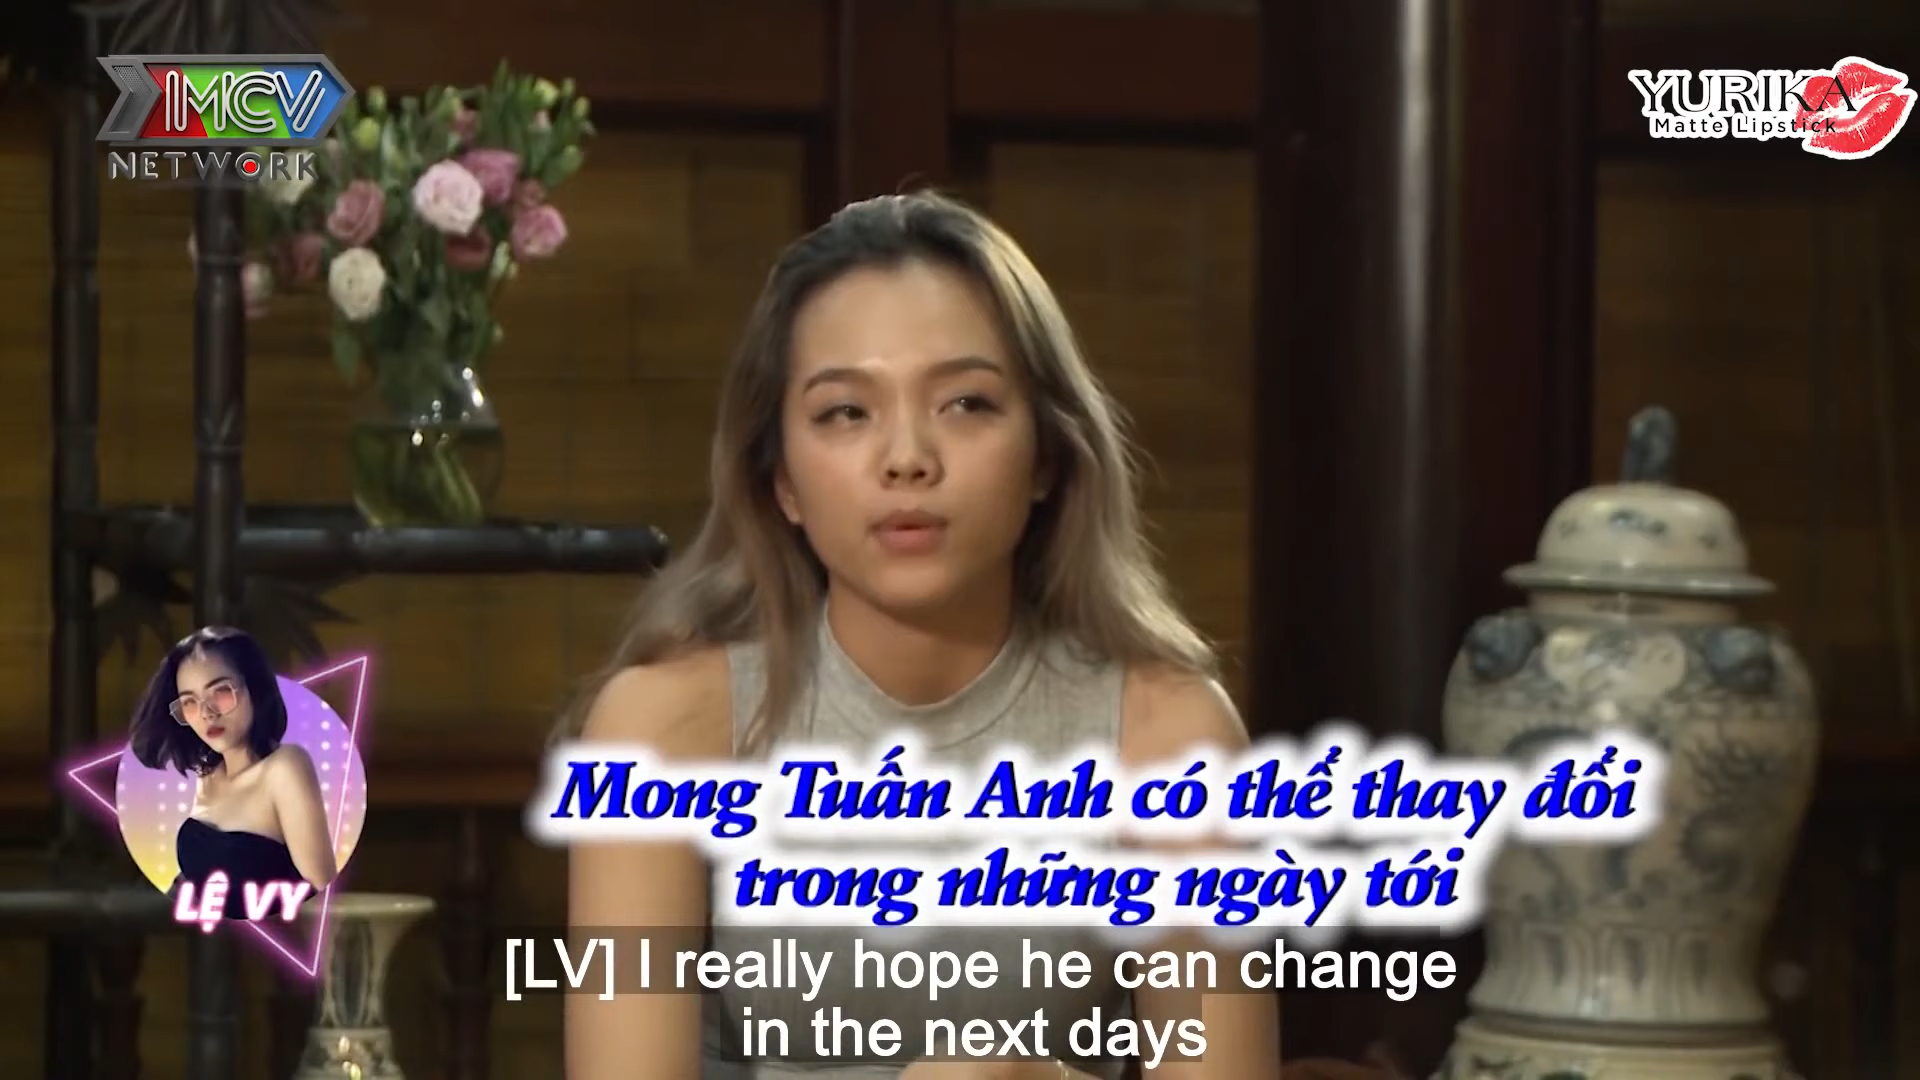 MCV
NETWORK
YURIKA
Matte Lipstick
LỆ VY
Mong Tuấn Anh có thể thay đổi
trong những ngày tới
[LV] I really hope he can change
in the next days